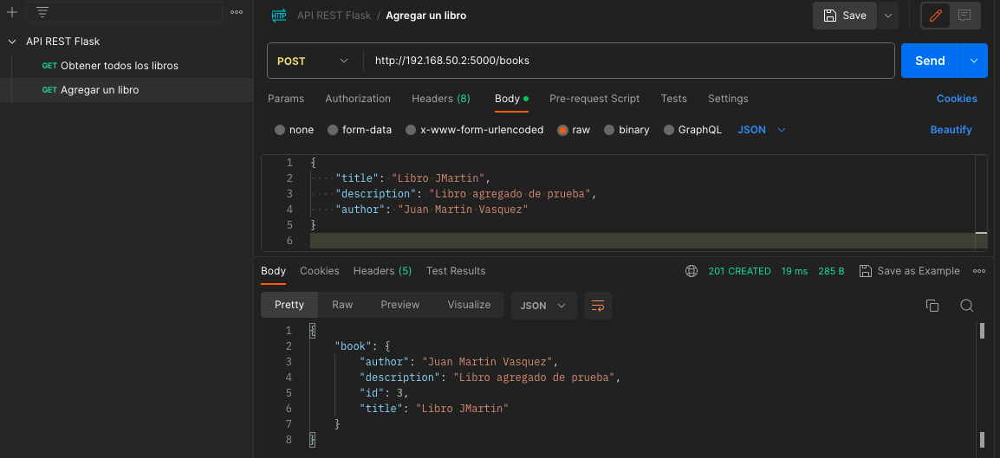 HTTP API REST Flask / Agregar un libro
Save
API REST Flask
GET Obtener todos los libros
GET Agregar un libro
POST http://192.168.50.2:5000/books
Send
Params Authorization Headers (8) Body Pre-request Script Tests Settings Cookies
none form-data x-www-form-urlencoded raw binary GraphQL JSON Beautify
1 {
2 "title": "Libro JMartin",
3 "description": "Libro agregado de prueba",
4 "author": "Juan Martin Vasquez"
5 }
6
Body Cookies Headers (5) Test Results 201 CREATED 19 ms 285 B Save as Example
Pretty Raw Preview Visualize JSON
1 {
2 "book": {
3 "author": "Juan Martin Vasquez",
4 "description": "Libro agregado de prueba",
5 "id": 3,
6 "title": "Libro JMartin"
7 }
8 }